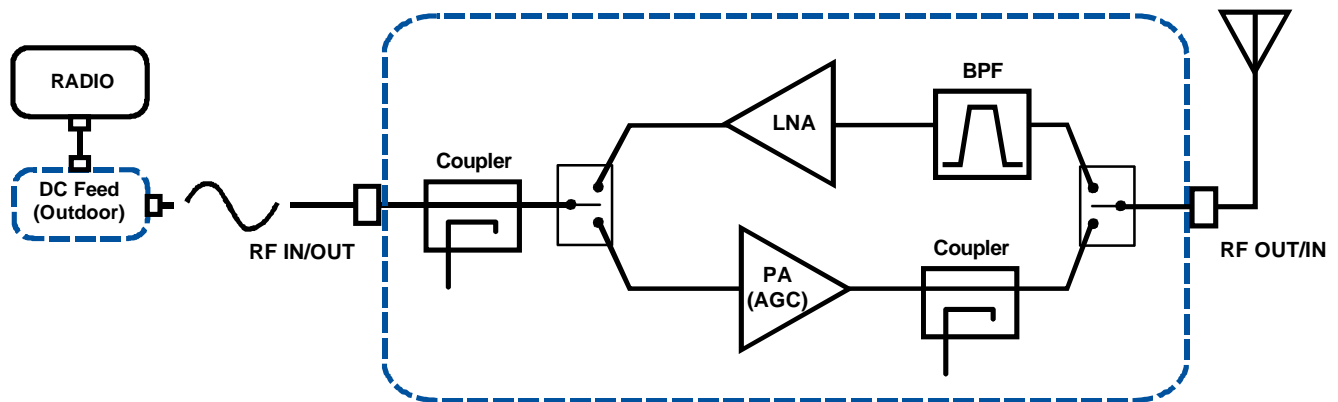 RADIO
DC Feed
(Outdoor)
RF IN/OUT
Coupler
LNA
BPF
PA
(AGC)
Coupler
RF OUT/IN